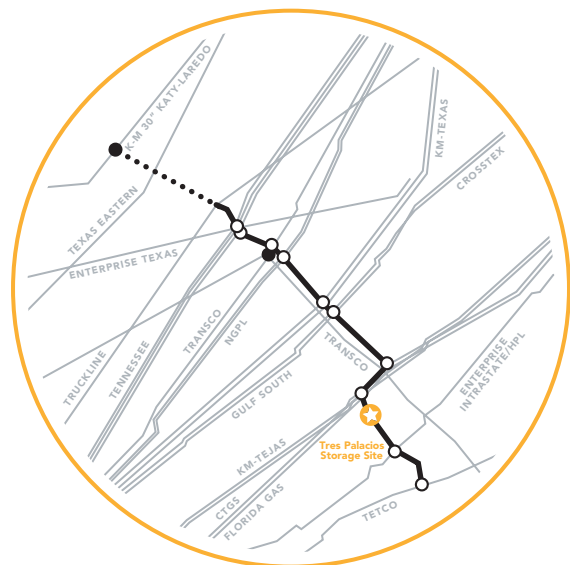 K-M 30" KATY-LAREDO
KM-TEXAS
CROSSTEX
TEXAS EASTERN
ENTERPRISE TEXAS
TRUCKLINE
TENNESSEE
TRANSCO
NGPL
TRANSCO
GULF SOUTH
ENTERPRISE
INTRASTATE/HPL
KM-TEJAS
Tres Palacios
Storage Site
CTGS
FLORIDA GAS
TETCO